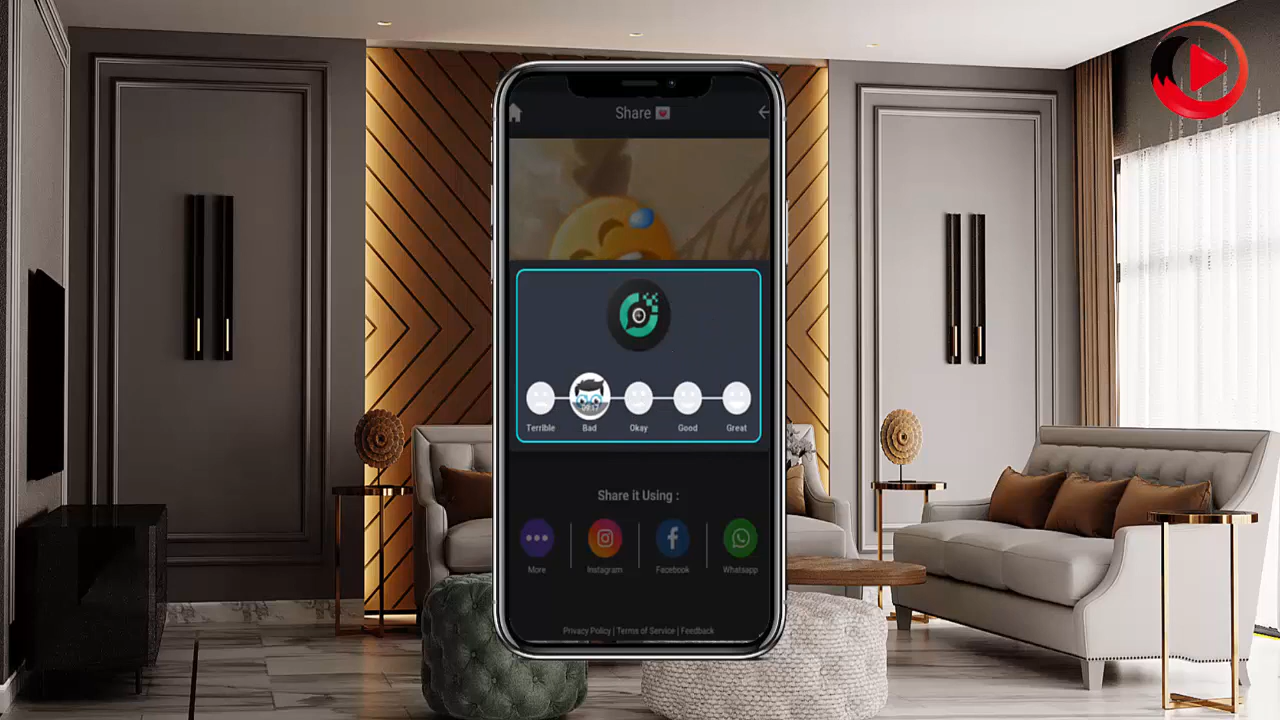 Share
Terrible
Bad
Okay
Good
Great
Share it Using :
More
Instagram
Facebook
Whatsapp
Privacy Policy | Terms of Service | Feedback